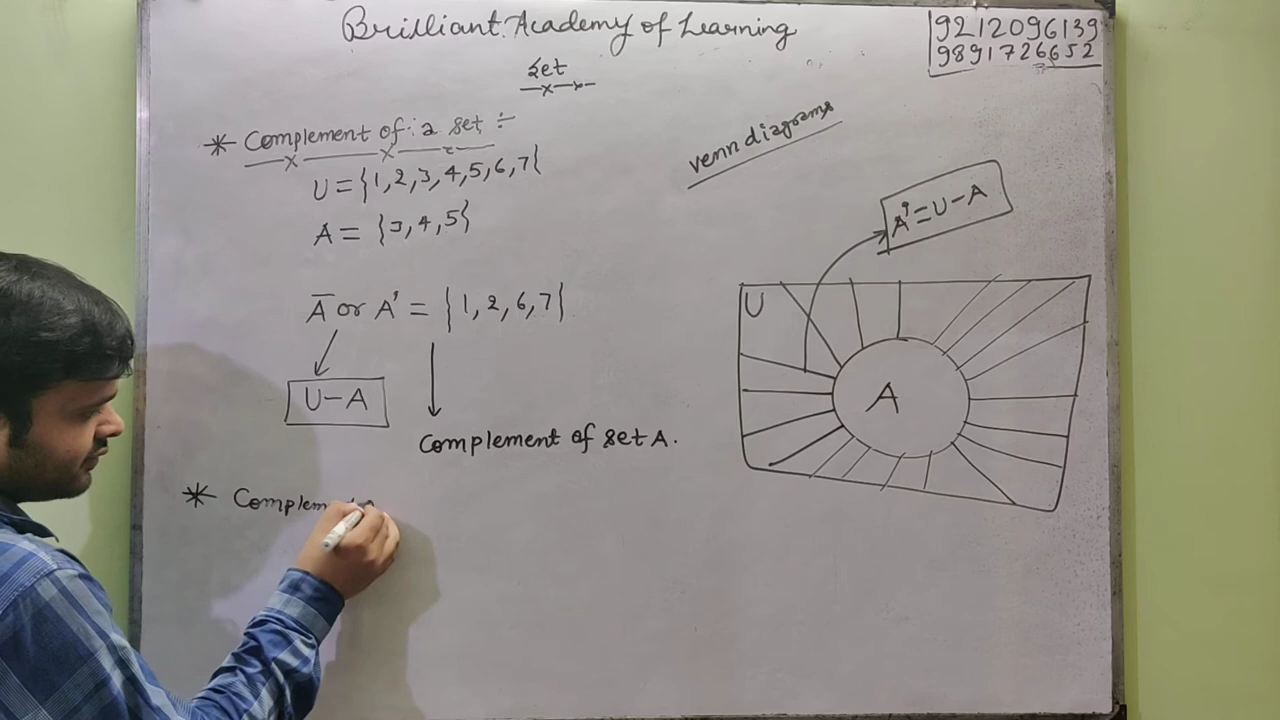 Brilliant Academy of Learning
9212096139
9891726652
Set
* Complement of a set ÷
U = {1, 2, 3, 4, 5, 6, 7}
A = {3, 4, 5}
A̅ or A' = {1, 2, 6, 7}
U - A
Complement of set A.
* Complem
venn diagrams
A' = U - A
U
A